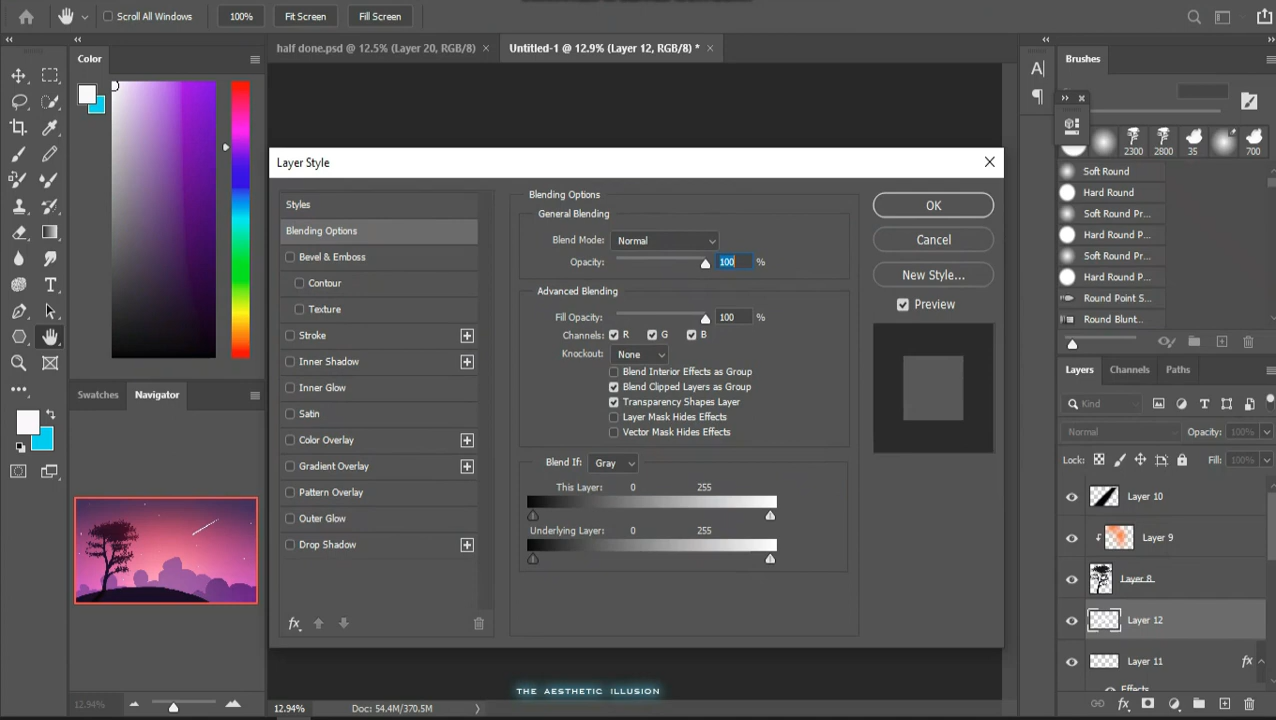 Scroll All Windows 100% Fit Screen Fill Screen
half done.psd @ 12.5% (Layer 20, RGB/8) × Untitled-1 @ 12.9% (Layer 12, RGB/8) * ×
Color
Swatches Navigator
12.94%
Layer Style
Styles
Blending Options
Bevel & Emboss
Contour
Texture
Stroke
Inner Shadow
Inner Glow
Satin
Color Overlay
Gradient Overlay
Pattern Overlay
Outer Glow
Drop Shadow
fx
Blending Options
General Blending
Blend Mode: Normal
Opacity: 100 %
Advanced Blending
Fill Opacity: 100 %
Channels: R G B
Knockout: None
Blend Interior Effects as Group
Blend Clipped Layers as Group
Transparency Shapes Layer
Layer Mask Hides Effects
Vector Mask Hides Effects
Blend If: Gray
This Layer: 0 255
Underlying Layer: 0 255
OK
Cancel
New Style...
Preview
THE AESTHETIC ILLUSION
12.94% Doc: 54.4M/370.5M
Brushes
2300 2800 35 700
Soft Round
Hard Round
Soft Round Pr...
Hard Round Pr...
Soft Round Pr...
Hard Round P...
Round Point S...
Round Blunt...
Layers Channels Paths
Kind
Normal Opacity: 100%
Lock: Fill: 100%
Layer 10
Layer 9
Layer 8
Layer 12
Layer 11 fx
Effects
fx